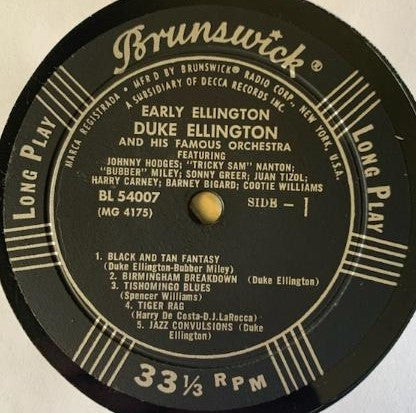 Brunswick®
MARCA REGISTRADA • MF'R D BY BRUNSWICK® RADIO CORP., NEW YORK, U.S.A.
A SUBSIDIARY OF DECCA RECORDS INC.
LONG PLAY
LONG PLAY
EARLY ELLINGTON
DUKE ELLINGTON
AND HIS FAMOUS ORCHESTRA
FEATURING
JOHNNY HODGES; "TRICKY SAM" NANTON;
"BUBBER" MILEY; SONNY GREER; JUAN TIZOL;
HARRY CARNEY; BARNEY BIGARD; COOTIE WILLIAMS
BL 54007
(MG 4175)
SIDE - 1
1. BLACK AND TAN FANTASY
(Duke Ellington-Bubber Miley)
2. BIRMINGHAM BREAKDOWN (Duke Ellington)
3. TISHOMINGO BLUES
(Spencer Williams)
4. TIGER RAG
(Harry De Costa-D.J.LaRocca)
5. JAZZ CONVULSIONS (Duke
Ellington)
33 1/3 RPM